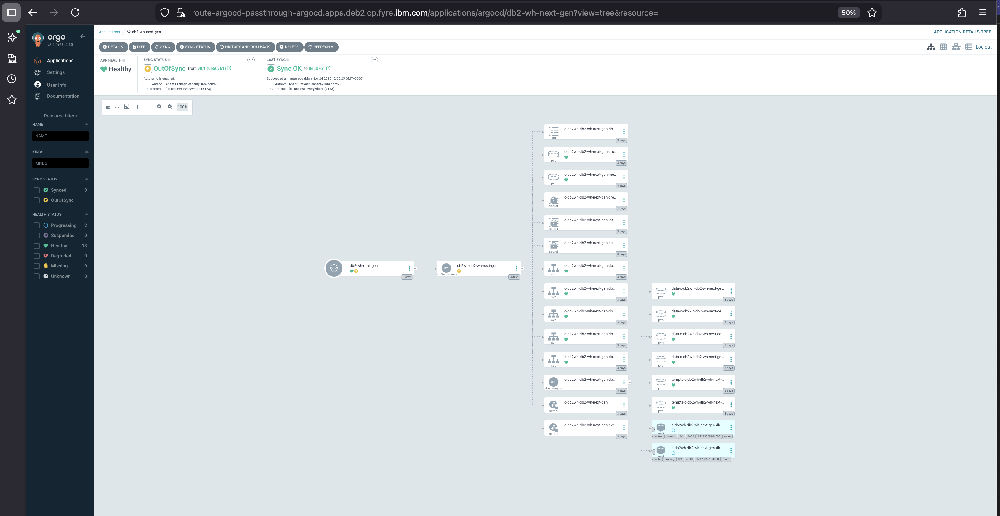 route-argocd-passthrough-argocd.apps.deb2.cp.fyre.ibm.com/applications/argocd/db2-wh-next-gen?view=tree&resource=
50%
argo
v3.2.0+66b2f30
Applications
Settings
User Info
Documentation
Resource filters
NAME
NAME
KINDS
KINDS
SYNC STATUS
Synced 0
OutOfSync 1
HEALTH STATUS
Progressing 2
Suspended 0
Healthy 13
Degraded 0
Missing 0
Unknown 0
Applications / db2-wh-next-gen
APPLICATION DETAILS TREE
DETAILS DIFF SYNC SYNC STATUS HISTORY AND ROLLBACK DELETE REFRESH
Log out
APP HEALTH
Healthy
SYNC STATUS
OutOfSync from v0.1 (0e50761)
Auto sync is enabled.
Author: Anant Prakash <anant@ibm.com> -
Comment: fix: use rwx everywhere (#173)
LAST SYNC
Sync OK to 0e50761
Succeeded a minute ago (Mon Nov 24 2025 12:05:25 GMT+0000)
Author: Anant Prakash <anant@ibm.com> -
Comment: fix: use rwx everywhere (#173)
100%
db2-wh-next-gen
3 days
D2I
db2uinstance
db2wh-db2-wh-next-gen
3 days
c-db2wh-db2-wh-next-gen-db...
cm
3 days
c-db2wh-db2-wh-next-gen-arc...
pvc
3 days
c-db2wh-db2-wh-next-gen-me...
pvc
3 days
c-db2wh-db2-wh-next-gen-cre...
secret
3 days
c-db2wh-db2-wh-next-gen-int...
secret
3 days
c-db2wh-db2-wh-next-gen-ss...
secret
3 days
c-db2wh-db2-wh-next-gen-db...
svc
3 days
c-db2wh-db2-wh-next-gen-db...
svc
3 days
c-db2wh-db2-wh-next-gen-db...
svc
3 days
c-db2wh-db2-wh-next-gen-db...
svc
3 days
c-db2wh-db2-wh-next-gen-db...
svc
3 days
c-db2wh-db2-wh-next-gen-db...
D2E
db2uengine
3 days
c-db2wh-db2-wh-next-gen
netpol
3 days
c-db2wh-db2-wh-next-gen-ext
netpol
3 days
data-c-db2wh-db2-wh-next-ge...
pvc
3 days
data-c-db2wh-db2-wh-next-ge...
pvc
3 days
data-c-db2wh-db2-wh-next-ge...
pvc
3 days
data-c-db2wh-db2-wh-next-ge...
pvc
3 days
tempts-c-db2wh-db2-wh-next-...
pvc
3 days
tempts-c-db2wh-db2-wh-next-...
pvc
3 days
c-db2wh-db2-wh-next-gen-db...
2
minutes running 0/1 4000 17179869184000 more
c-db2wh-db2-wh-next-gen-db...
a
minute running 0/1 4000 17179869184000 more